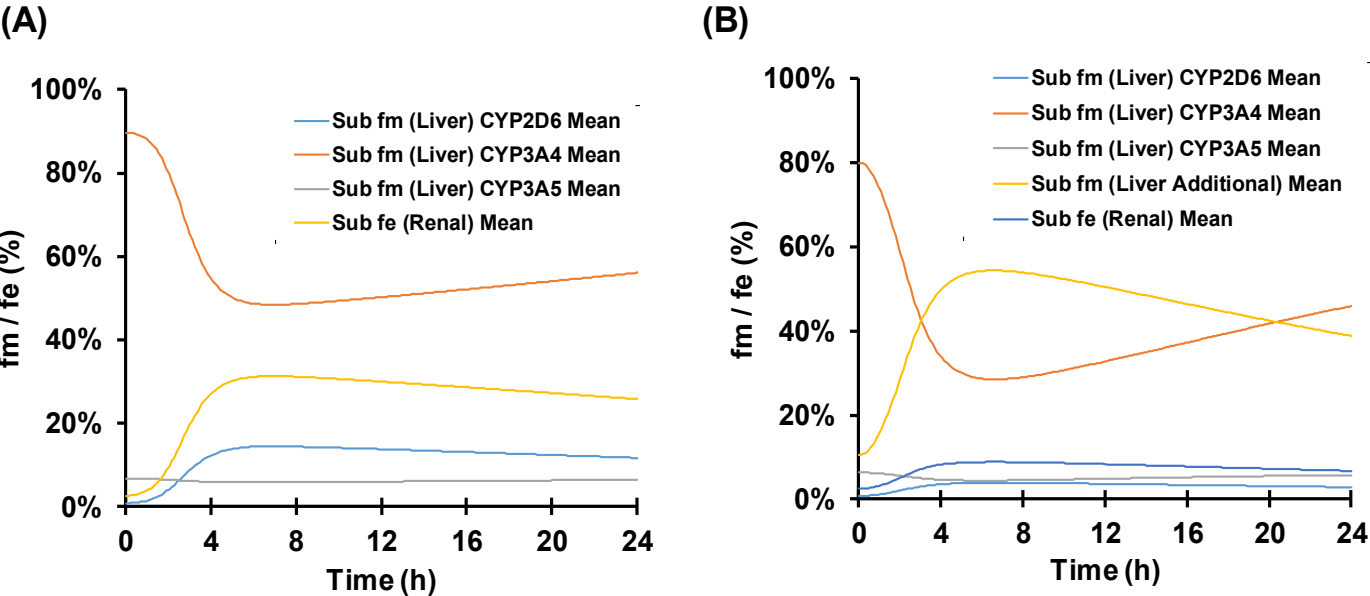 (A)
100%
80%
60%
40%
20%
0%
fm / fe (%)
0 4 8 12 16 20 24
Time (h)
Sub fm (Liver) CYP2D6 Mean
Sub fm (Liver) CYP3A4 Mean
Sub fm (Liver) CYP3A5 Mean
Sub fe (Renal) Mean
(B)
100%
80%
60%
40%
20%
0%
fm / fe (%)
0 4 8 12 16 20 24
Time (h)
Sub fm (Liver) CYP2D6 Mean
Sub fm (Liver) CYP3A4 Mean
Sub fm (Liver) CYP3A5 Mean
Sub fm (Liver Additional) Mean
Sub fe (Renal) Mean